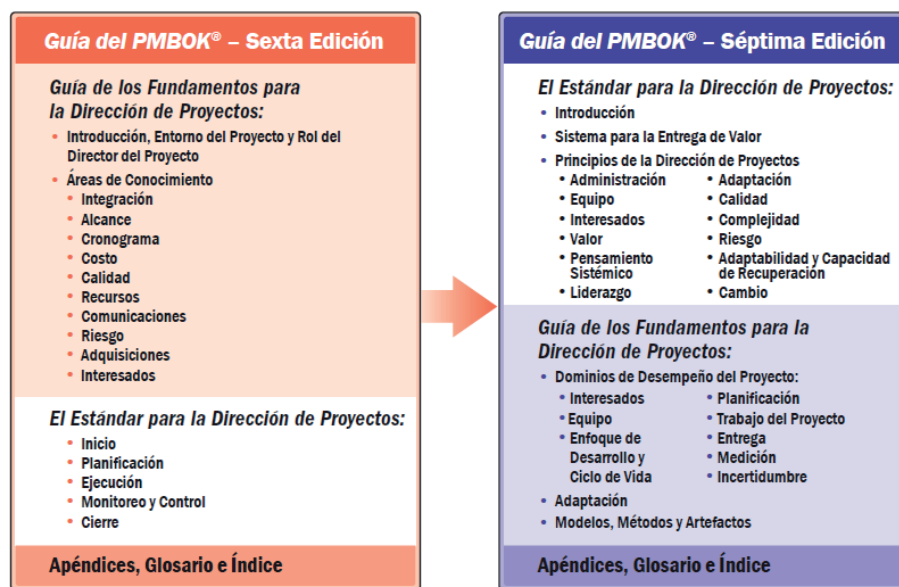 Guía del PMBOK® – Sexta Edición
Guía de los Fundamentos para
la Dirección de Proyectos:
• Introducción, Entorno del Proyecto y Rol del
Director del Proyecto
• Áreas de Conocimiento
• Integración
• Alcance
• Cronograma
• Costo
• Calidad
• Recursos
• Comunicaciones
• Riesgo
• Adquisiciones
• Interesados
El Estándar para la Dirección de Proyectos:
• Inicio
• Planificación
• Ejecución
• Monitoreo y Control
• Cierre
Apéndices, Glosario e Índice
Guía del PMBOK® – Séptima Edición
El Estándar para la Dirección de Proyectos:
• Introducción
• Sistema para la Entrega de Valor
• Principios de la Dirección de Proyectos
• Administración
• Equipo
• Interesados
• Valor
• Pensamiento
Sistémico
• Liderazgo
• Adaptación
• Calidad
• Complejidad
• Riesgo
• Adaptabilidad y Capacidad
de Recuperación
• Cambio
Guía de los Fundamentos para la
Dirección de Proyectos:
• Dominios de Desempeño del Proyecto:
• Interesados
• Equipo
• Enfoque de
Desarrollo y
Ciclo de Vida
• Planificación
• Trabajo del Proyecto
• Entrega
• Medición
• Incertidumbre
• Adaptación
• Modelos, Métodos y Artefactos
Apéndices, Glosario e Índice